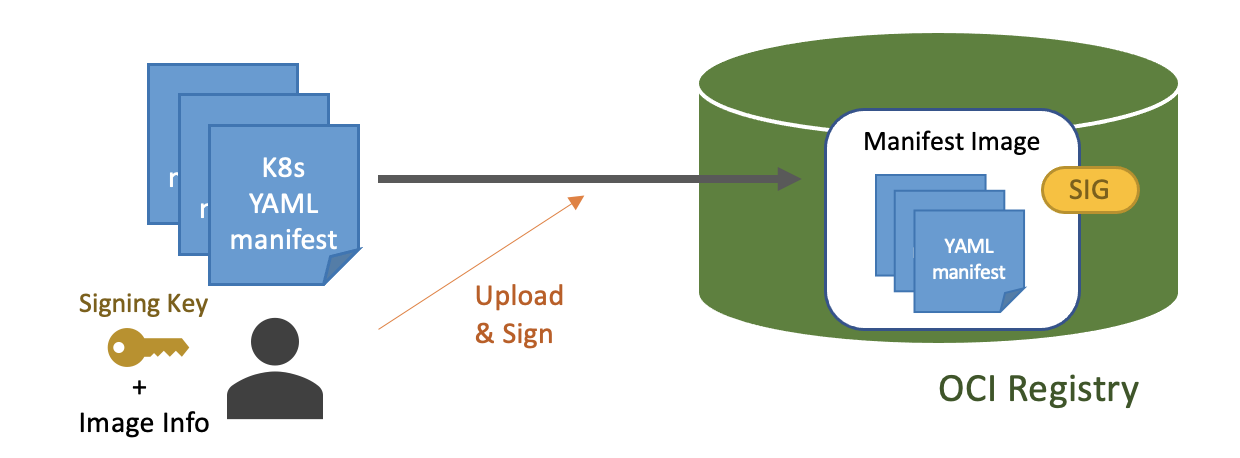 K8s
YAML
manifest
Signing Key
+
Image Info
Upload
& Sign
Manifest Image
SIG
YAML
manifest
OCI Registry